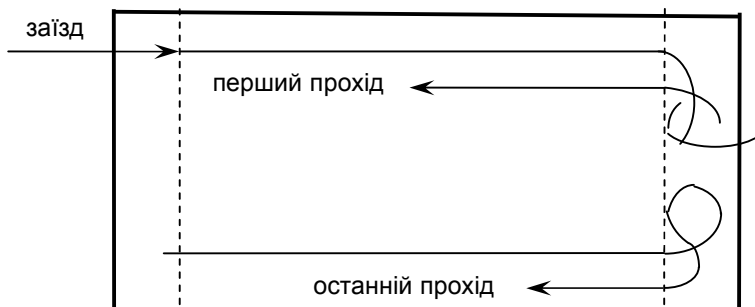 заїзд
перший прохід
останній прохід